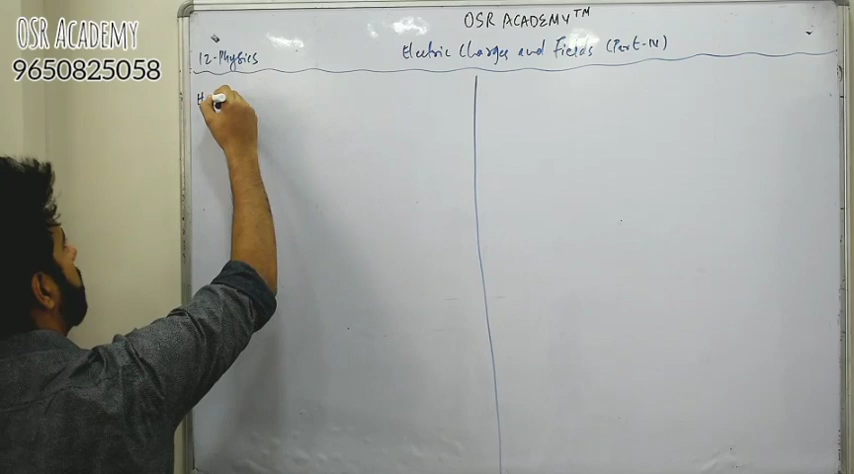 OSR ACADEMY™
OSR ACADEMY
9650825058
12-Physics
Electric Charges and Fields (Part-IV)
H